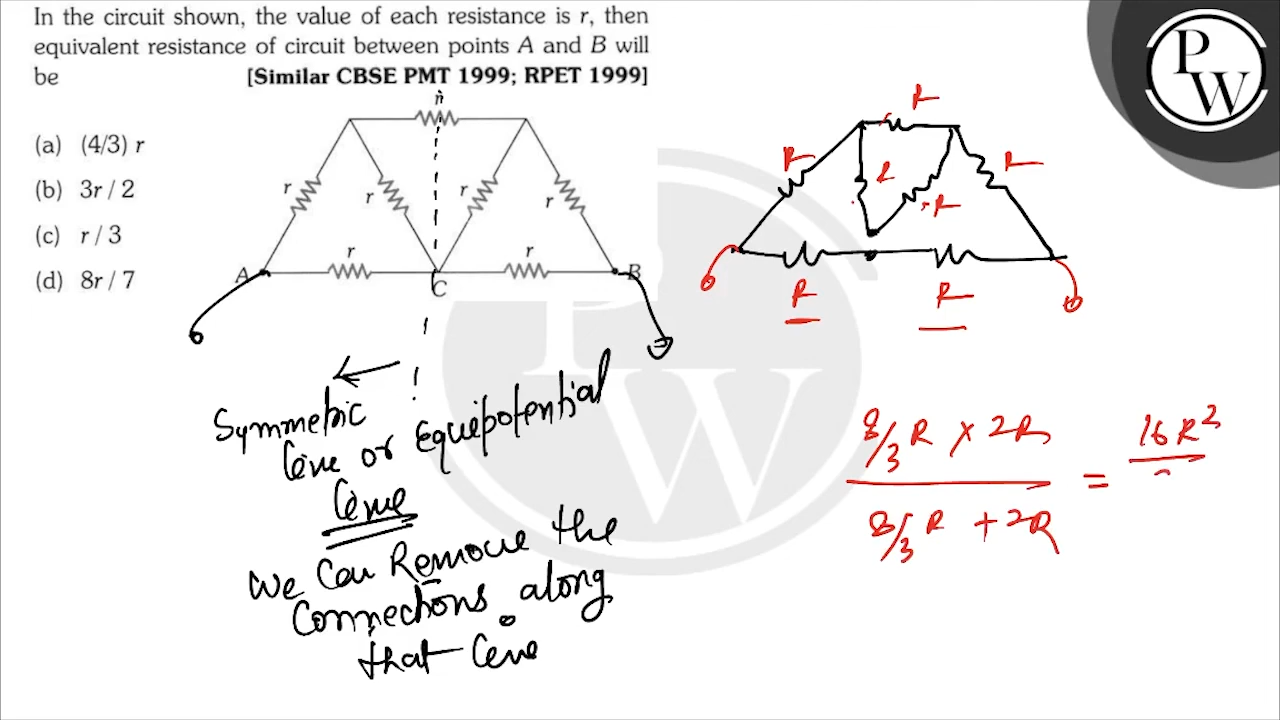 In the circuit shown, the value of each resistance is r, then
equivalent resistance of circuit between points A and B will
be [Similar CBSE PMT 1999; RPET 1999]
(a) (4/3) r
(b) 3r / 2
(c) r / 3
(d) 8r / 7
r
r
r
r
r
r
A
C
B
Symmetric
line or Equipotential
line
We Can Remove the
Connections along
that line
R
R
R
R
R
R
R
8/3 R × 2R
8/3 R + 2R
=
16R²
P
W
P
W